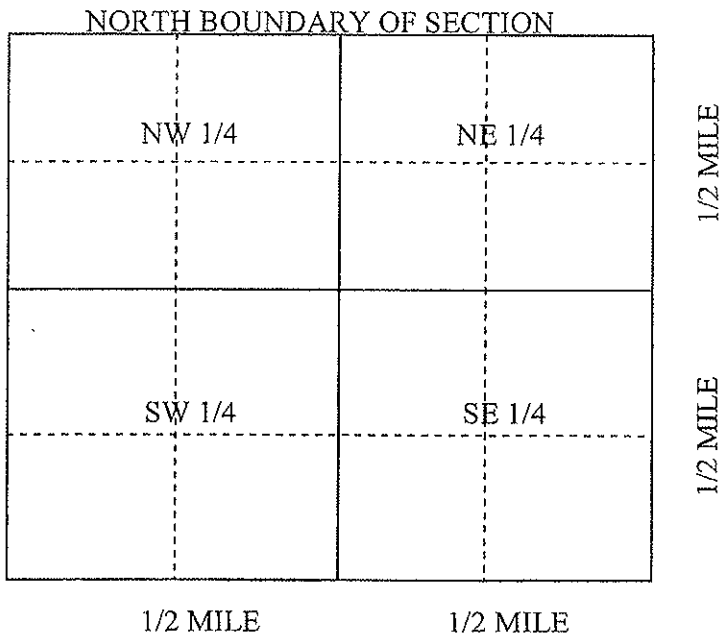 NORTH BOUNDARY OF SECTION
NW 1/4
NE 1/4
1/2 MILE
SW 1/4
SE 1/4
1/2 MILE
1/2 MILE
1/2 MILE